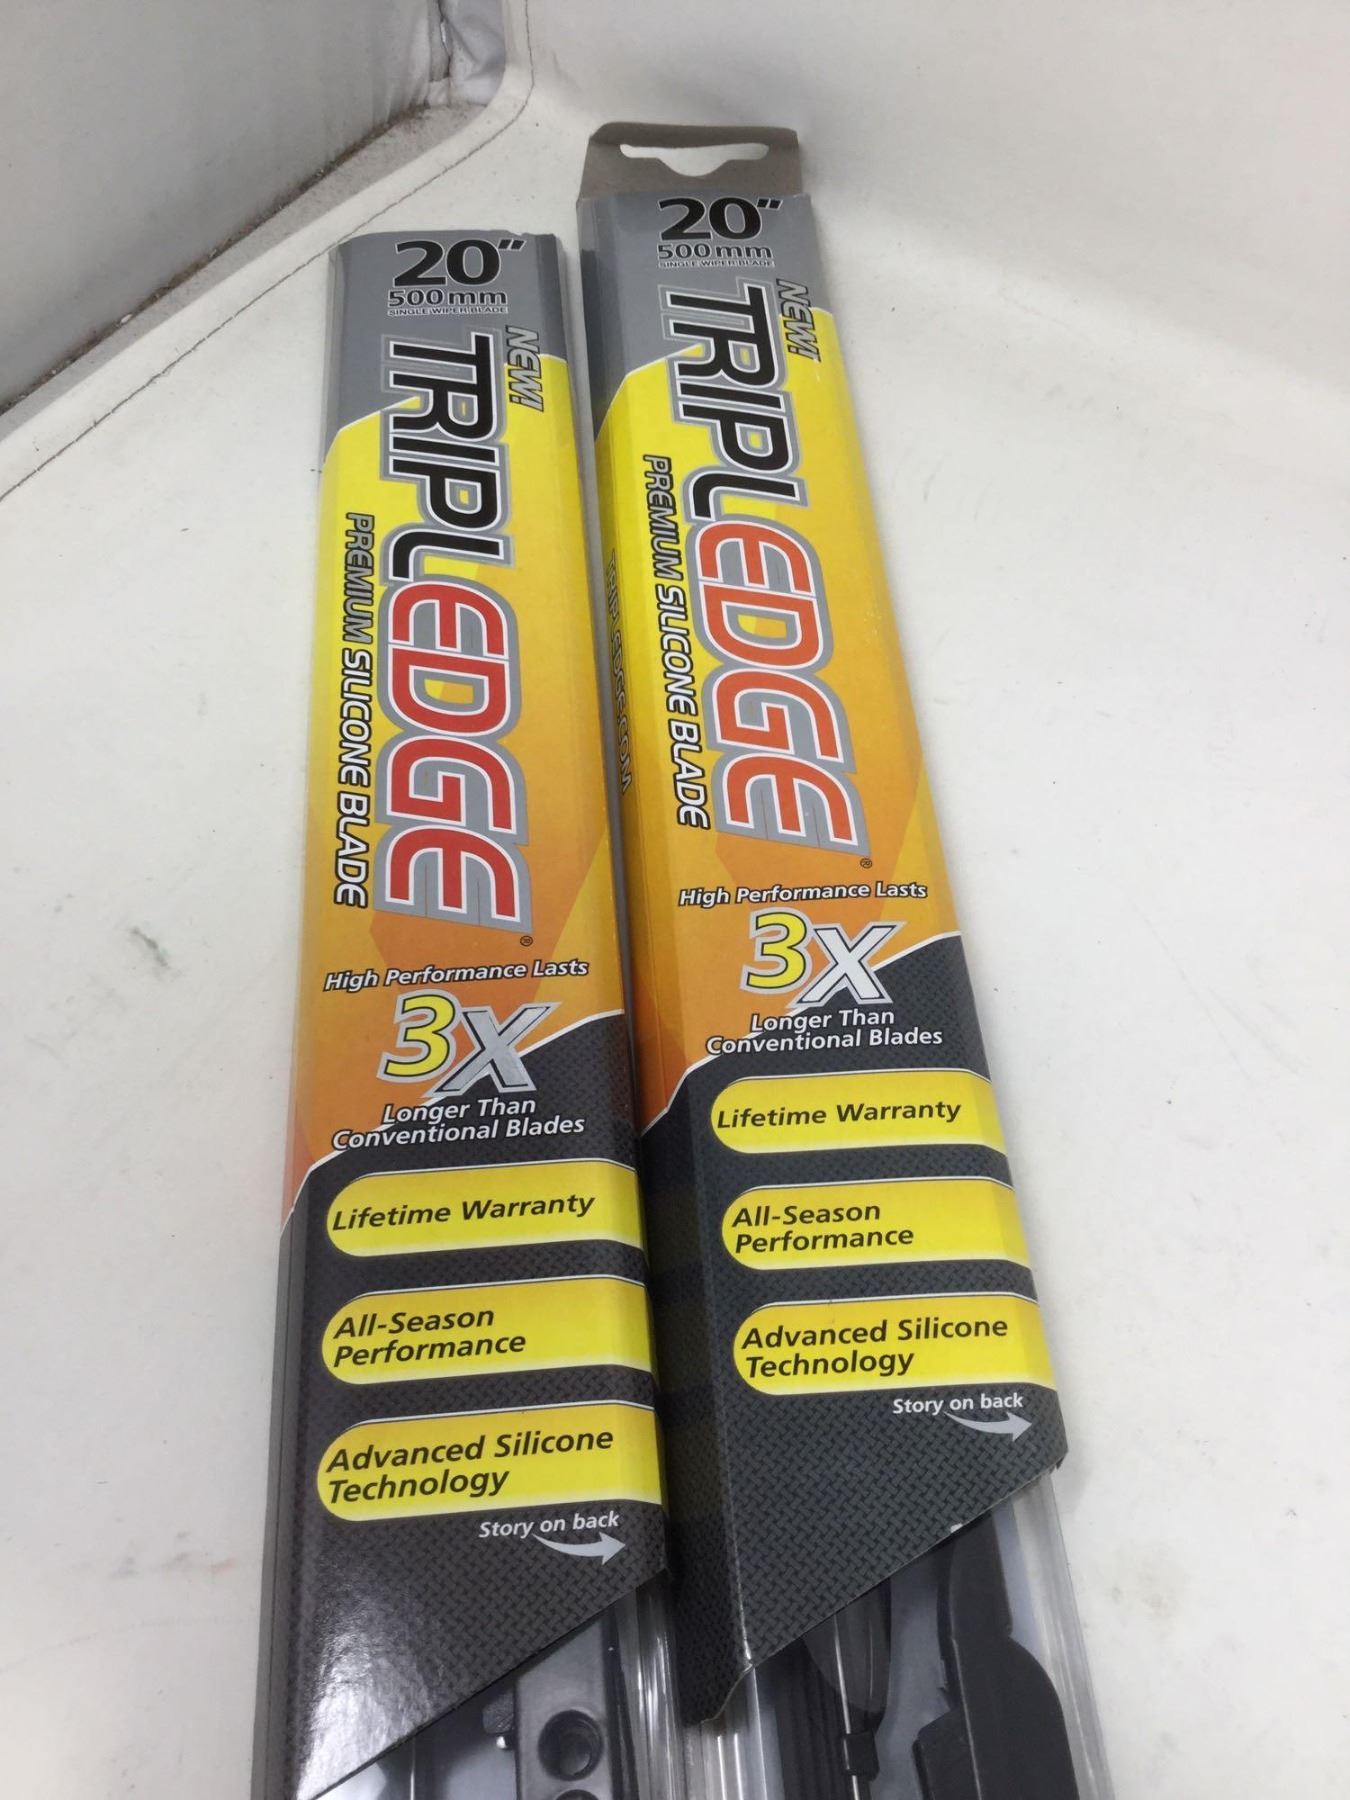 20"
500mm
SINGLE WIPER BLADE
NEW!
TRIPLEDGE
PREMIUM SILICONE BLADE
®
High Performance Lasts
3X
Longer Than
Conventional Blades
Lifetime Warranty
All-Season
Performance
Advanced Silicone
Technology
Story on back
20"
500mm
SINGLE WIPER BLADE
NEW!
TRIPLEDGE
PREMIUM SILICONE BLADE
®
High Performance Lasts
3X
Longer Than
Conventional Blades
Lifetime Warranty
All-Season
Performance
Advanced Silicone
Technology
Story on back